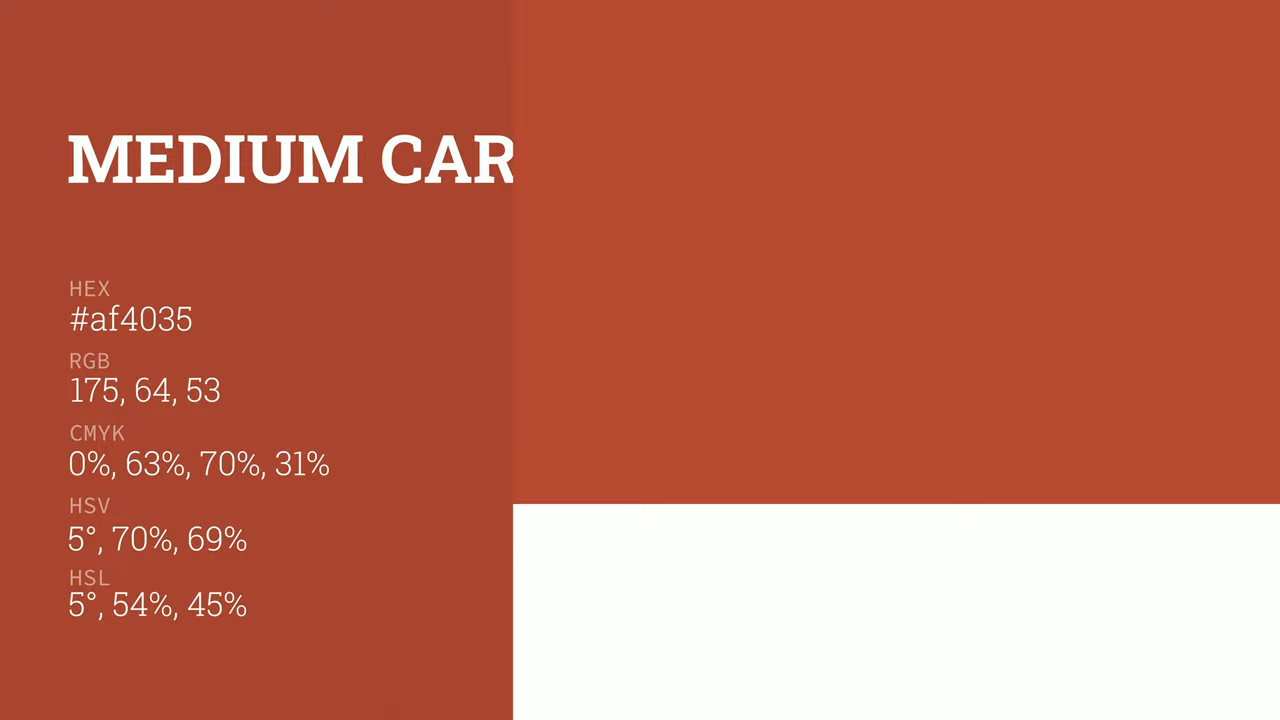 MEDIUM CAR
HEX
#af4035
RGB
175, 64, 53
CMYK
0%, 63%, 70%, 31%
HSV
5°, 70%, 69%
HSL
5°, 54%, 45%